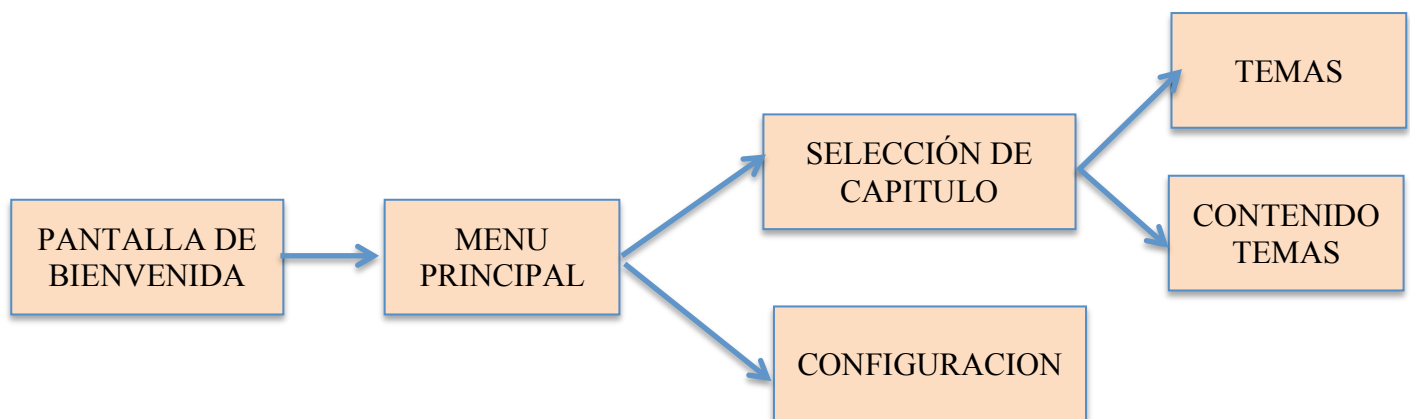 PANTALLA DE
BIENVENIDA
MENU
PRINCIPAL
SELECCIÓN DE
CAPITULO
TEMAS
CONTENIDO
TEMAS
CONFIGURACION